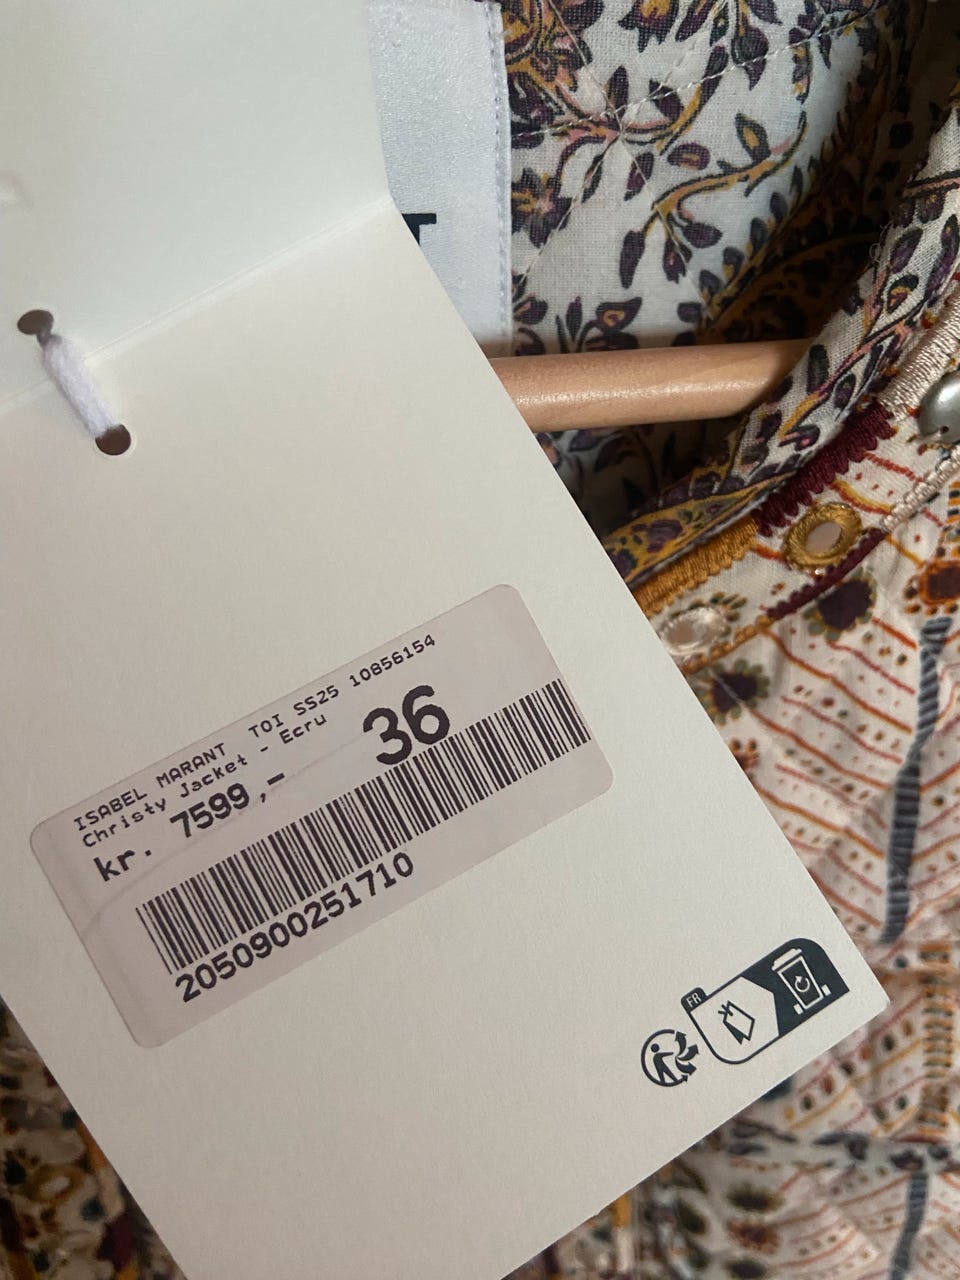 T
ISABEL MARANT TOI SS25 10856154
Christy Jacket - Ecru
kr. 7599,- 36
2050900251710
FR